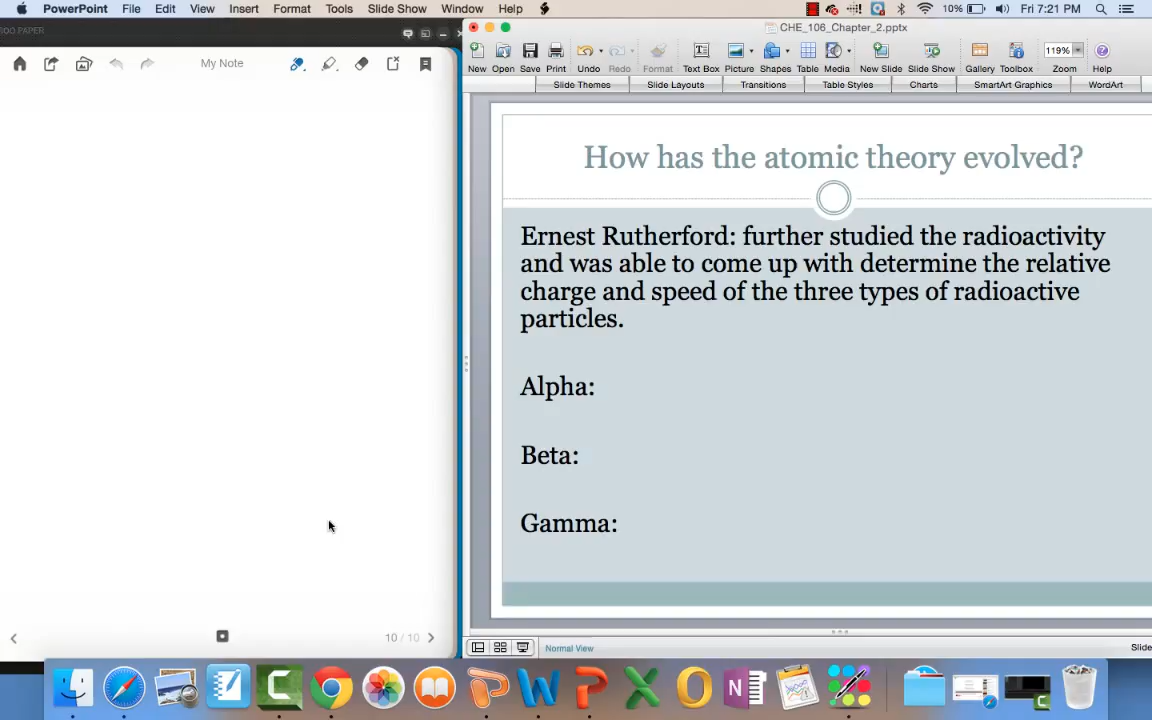 PowerPoint File Edit View Insert Format Tools Slide Show Window Help 10% Fri 7:21 PM
OO PAPER
CHE_106_Chapter_2.pptx
My Note
119%
New Open Save Print Undo Redo Format Text Box Picture Shapes Table Media New Slide Slide Show Gallery Toolbox Zoom Help
Slide Themes Slide Layouts Transitions Table Styles Charts SmartArt Graphics WordArt
How has the atomic theory evolved?
Ernest Rutherford: further studied the radioactivity
and was able to come up with determine the relative
charge and speed of the three types of radioactive
particles.
Alpha:
Beta:
Gamma:
10 / 10
Normal View
Slide